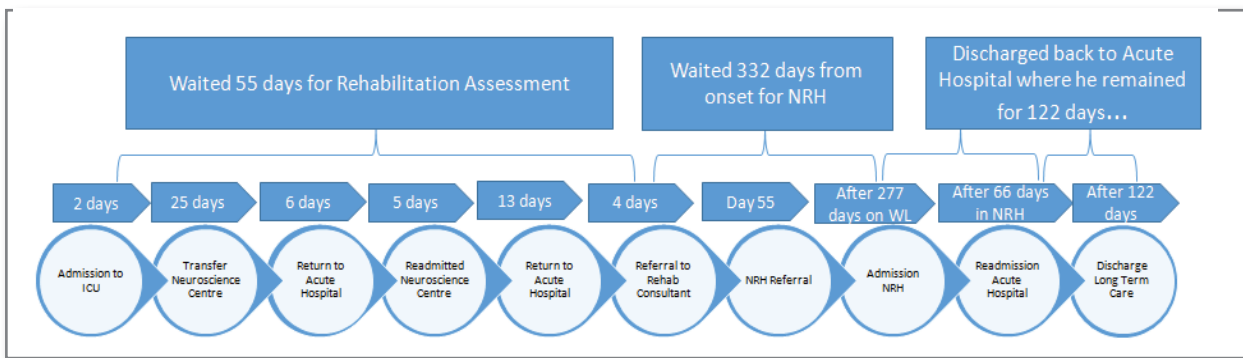 Waited 55 days for Rehabilitation Assessment
Waited 332 days from
onset for NRH
Discharged back to Acute
Hospital where he remained
for 122 days...
2 days
25 days
6 days
5 days
13 days
4 days
Day 55
After 277
days on WL
After 66 days
in NRH
After 122
days
Admission to
ICU
Transfer
Neuroscience
Centre
Return to
Acute
Hospital
Readmitted
Neuroscience
Centre
Return to
Acute
Hospital
Referral to
Rehab
Consultant
NRH Referral
Admission
NRH
Readmission
Acute
Hospital
Discharge
Long Term
Care